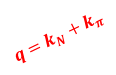 q = k_N + k_π